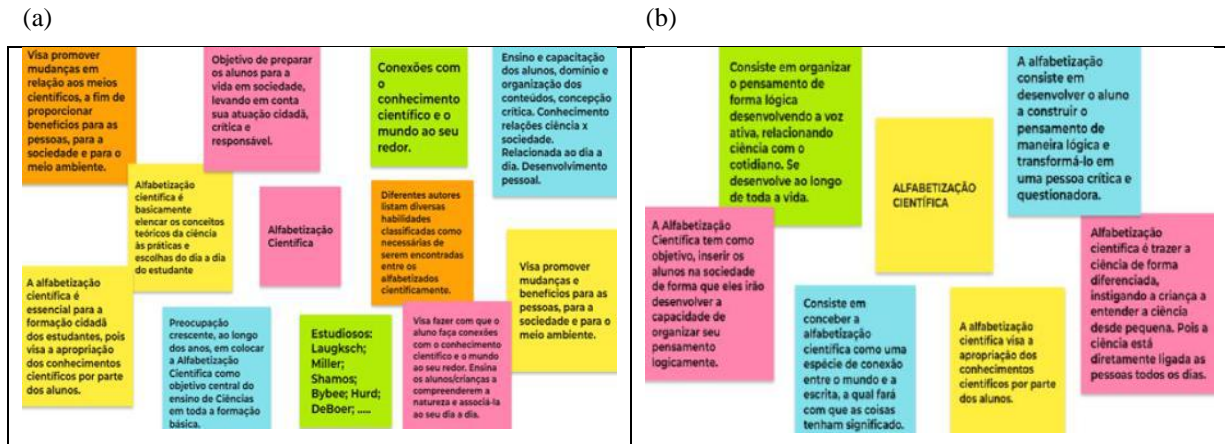 (a)
(b)
Visa promover
mudanças em
relação aos meios
científicos, a fim de
proporcionar
benefícios para as
pessoas, para a
sociedade e para o
meio ambiente.
Objetivo de preparar
os alunos para a
vida em sociedade,
levando em conta
sua atuação cidadã,
crítica e
responsável.
Conexões com
o
conhecimento
científico e o
mundo ao seu
redor.
Ensino e capacitação
dos alunos, domínio e
organização dos
conteúdos, concepção
crítica. Conhecimento
relações ciência x
sociedade.
Relacionada ao dia a
dia. Desenvolvimento
pessoal.
Alfabetização
científica é
basicamente
elencar os conceitos
teóricos da ciência
às práticas e
escolhas do dia a dia
do estudante
Alfabetização
Científica
Diferentes autores
listam diversas
habilidades
classificadas como
necessárias de
serem encontradas
entre os
alfabetizados
cientificamente.
Visa promover
mudanças e
benefícios para as
pessoas, para a
sociedade e para o
meio ambiente.
A alfabetização
científica é
essencial para a
formação cidadã
dos estudantes, pois
visa a apropriação
dos conhecimentos
científicos por parte
dos alunos.
Preocupação
crescente, ao longo
dos anos, em colocar
a Alfabetização
Científica como
objetivo central do
ensino de Ciências
em toda a formação
básica.
Estudiosos:
Laugksch;
Miller;
Shamos;
Bybee; Hurd;
DeBoer; .....
Visa fazer com que o
aluno faça conexões
com o conhecimento
científico e o mundo
ao seu redor. Ensina
os alunos/crianças a
compreenderem a
natureza e associá-la
ao seu dia a dia.
Consiste em organizar
o pensamento de
forma lógica
desenvolvendo a voz
ativa, relacionando
ciência com o
cotidiano. Se
desenvolve ao longo
de toda a vida.
ALFABETIZAÇÃO
CIENTÍFICA
A alfabetização
consiste em
desenvolver o aluno
a construir o
pensamento de
maneira lógica e
transformá-lo em
uma pessoa crítica e
questionadora.
A Alfabetização
Científica tem como
objetivo, inserir os
alunos na sociedade
de forma que eles irão
desenvolver a
capacidade de
organizar seu
pensamento
logicamente.
Consiste em
conceber a
alfabetização
científica como uma
espécie de conexão
entre o mundo e a
escrita, a qual fará
com que as coisas
tenham significado.
A alfabetização
científica visa a
apropriação dos
conhecimentos
científicos por parte
dos alunos.
Alfabetização
científica é trazer a
ciência de forma
diferenciada,
instigando a criança a
entender a ciência
desde pequena. Pois a
ciência está
diretamente ligada as
pessoas todos os dias.